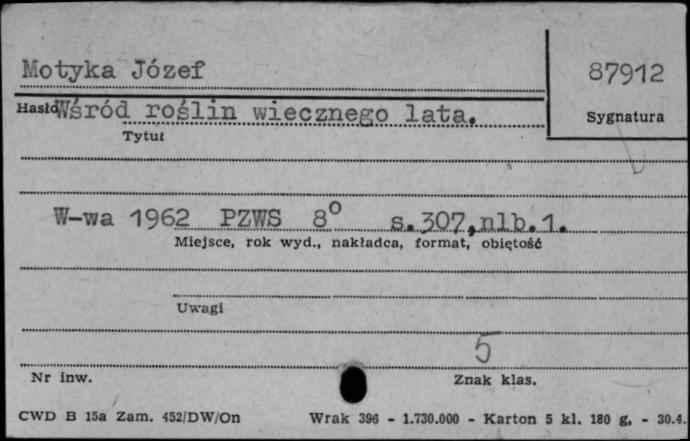 Motyka Józef
87912
Hasło Wśród roślin wiecznego lata.
Sygnatura
Tytuł
W-wa 1962 PZWS 8° s.307,nlb.1.
Miejsce, rok wyd., nakładca, format, objętość
Uwagi
5
Nr inw.
Znak klas.
CWD B 15a Zam. 452/DW/On Wrak 396 - 1.730.000 - Karton 5 kl. 180 g. - 30.4.